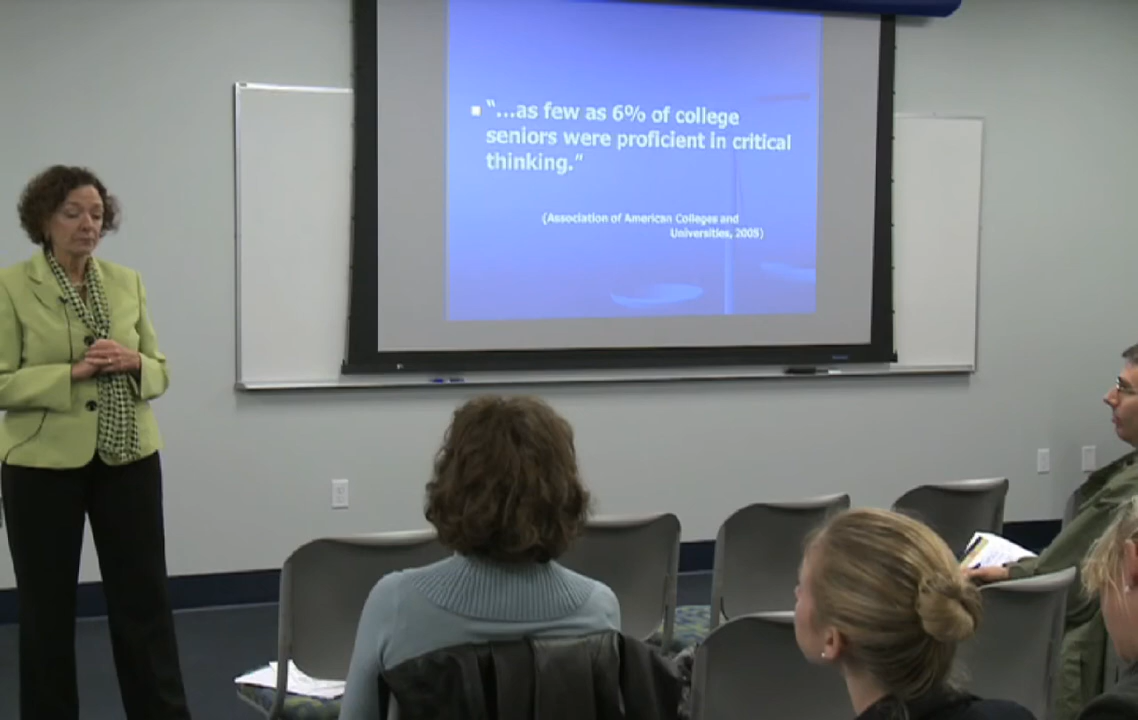 "...as few as 6% of college
seniors were proficient in critical
thinking."
(Association of American Colleges and
Universities, 2005)